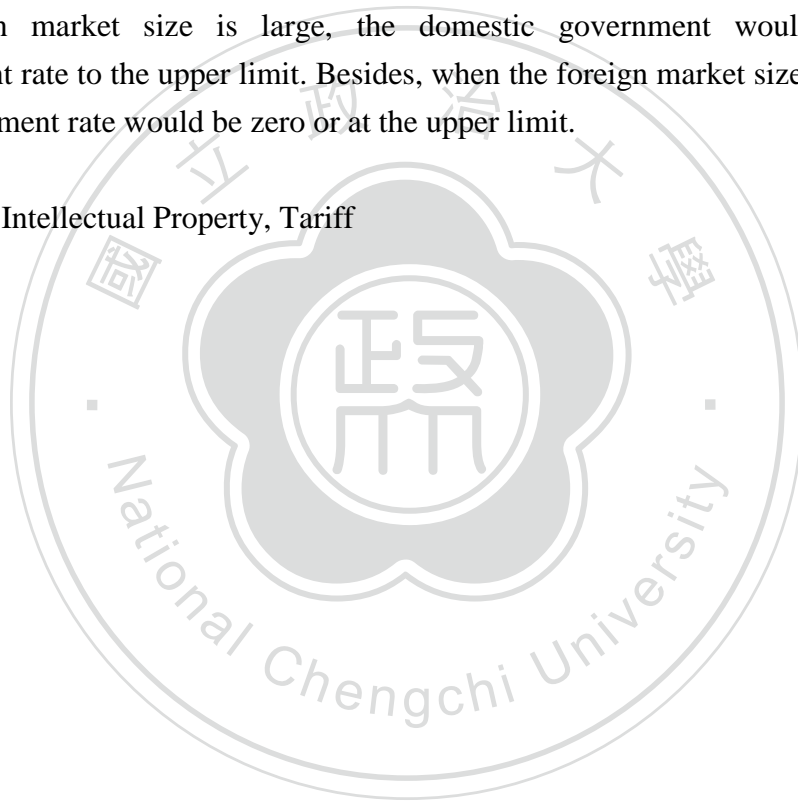 market size is large, the domestic government
rate to the upper limit. Besides, when the foreign market size
rate would be zero or at the upper limit.
Intellectual Property, Tariff
國立政治大學
政
National Chengchi University